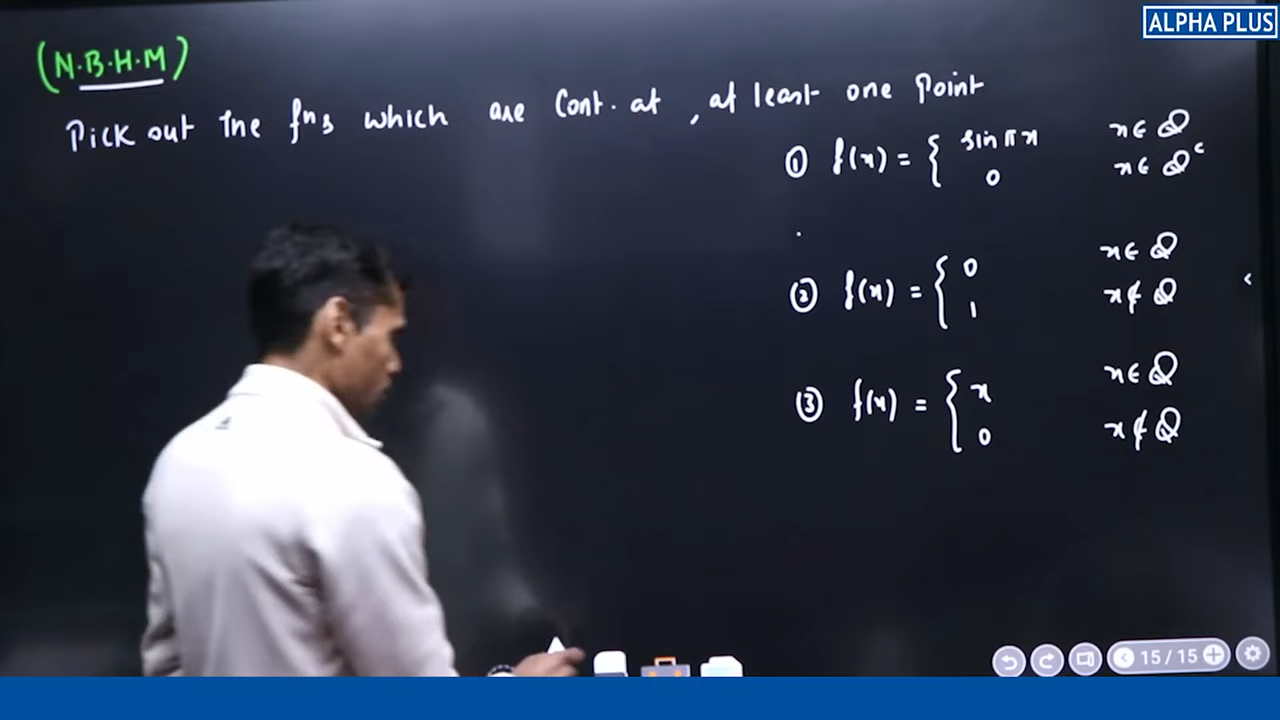 ALPHA PLUS
(N.B.H.M)
Pick out the fns which are Cont. at , at least one point
① f(x) = { sin πx x ∈ Q
0 x ∈ Qᶜ
② f(x) = { 0 x ∈ Q
1 x ∉ Q
③ f(x) = { x x ∈ Q
0 x ∉ Q
15 / 15